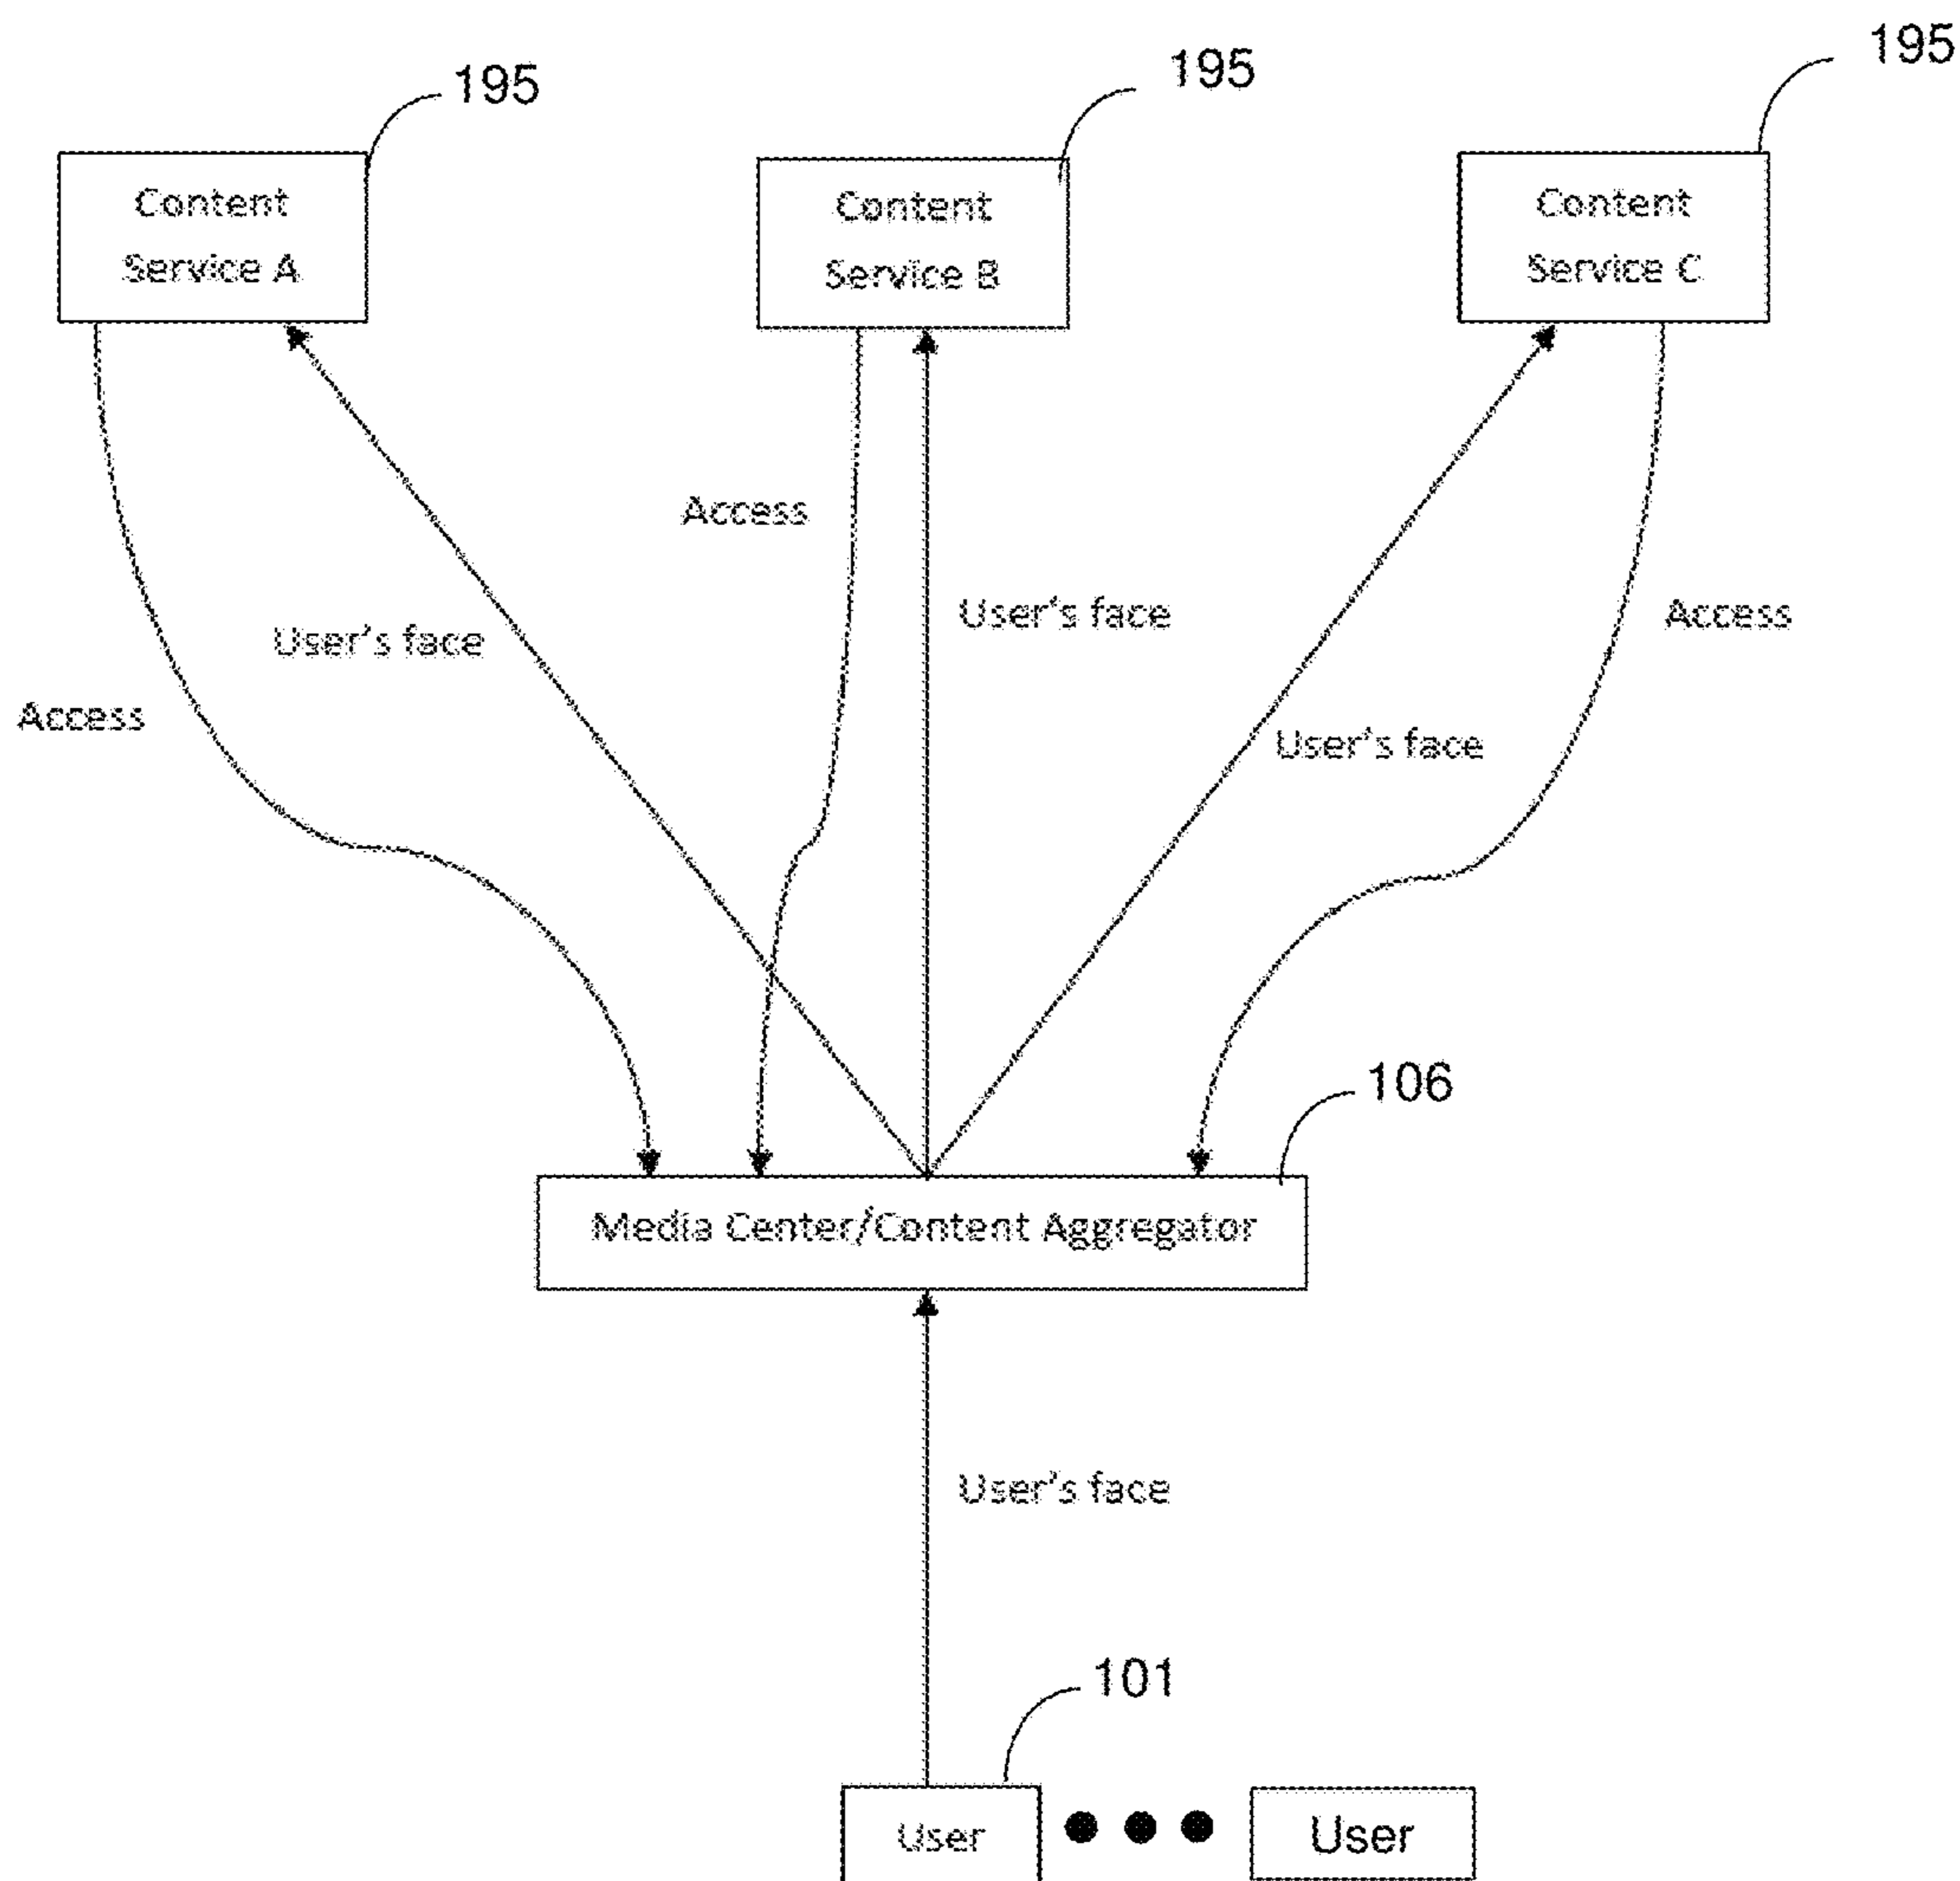 195
195
195
Content
Service A
Content
Service B
Content
Service C
Access
User's face
User's face
Access
User's face
Access
106
Media Center/Content Aggregator
User's face
101
User
User